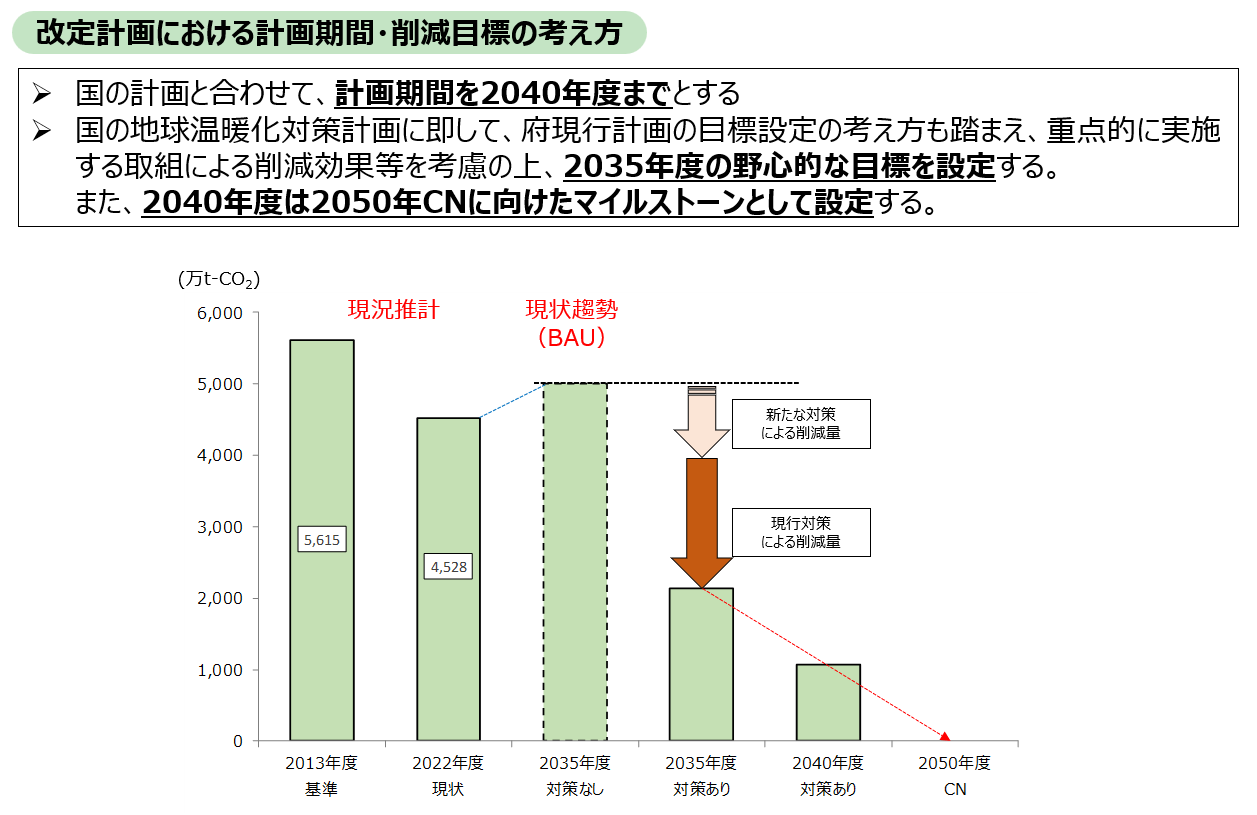 改定計画における計画期間・削減目標の考え方
➢ 国の計画と合わせて、計画期間を2040年度までとする
➢ 国の地球温暖化対策計画に即して、府現行計画の目標設定の考え方も踏まえ、重点的に実施
する取組による削減効果等を考慮の上、2035年度の野心的な目標を設定する。
また、2040年度は2050年CNに向けたマイルストーンとして設定する。
(万t-CO₂)
現況推計
現状趨勢
（BAU）
6,000
5,000
4,000
3,000
2,000
1,000
0
5,615
4,528
新たな対策
による削減量
現行対策
による削減量
2013年度
基準
2022年度
現状
2035年度
対策なし
2035年度
対策あり
2040年度
対策あり
2050年度
CN